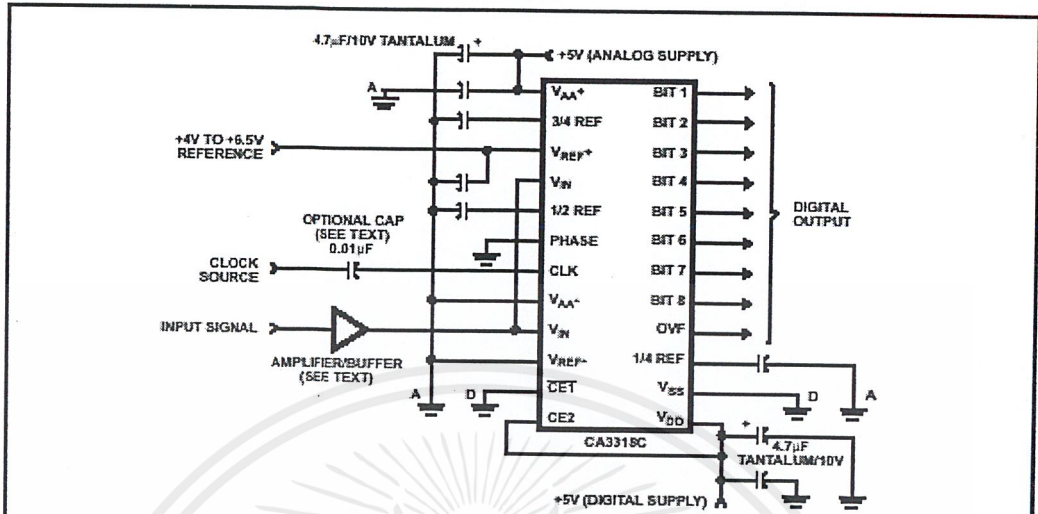 4.7µF/10V TANTALUM
+
+5V (ANALOG SUPPLY)
A
+4V TO +6.5V
REFERENCE
OPTIONAL CAP
(SEE TEXT)
0.01µF
CLOCK
SOURCE
INPUT SIGNAL
AMPLIFIER/BUFFER
(SEE TEXT)
A
D
VAA+
3/4 REF
VREF+
VIN
1/2 REF
PHASE
CLK
VAA-
VIN
VREF-
CE1
CE2
BIT 1
BIT 2
BIT 3
BIT 4
BIT 5
BIT 6
BIT 7
BIT 8
OVF
1/4 REF
VSS
VDD
CA3318C
DIGITAL
OUTPUT
D
A
+
4.7µF
TANTALUM/10V
+5V (DIGITAL SUPPLY)